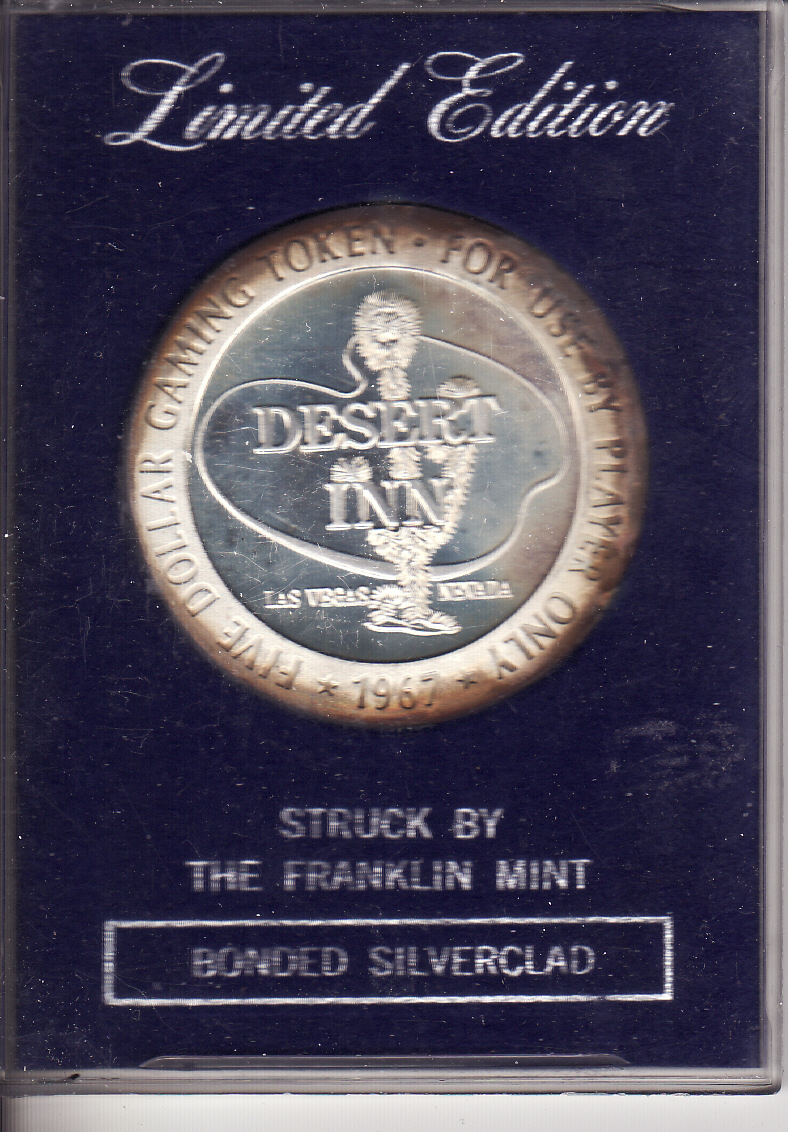 Limited Edition
FIVE DOLLAR GAMING TOKEN • FOR USE BY PLAYER ONLY
★ 1967 ★
DESERT
INN
LAS VEGAS NEVADA
STRUCK BY
THE FRANKLIN MINT
BONDED SILVERCLAD